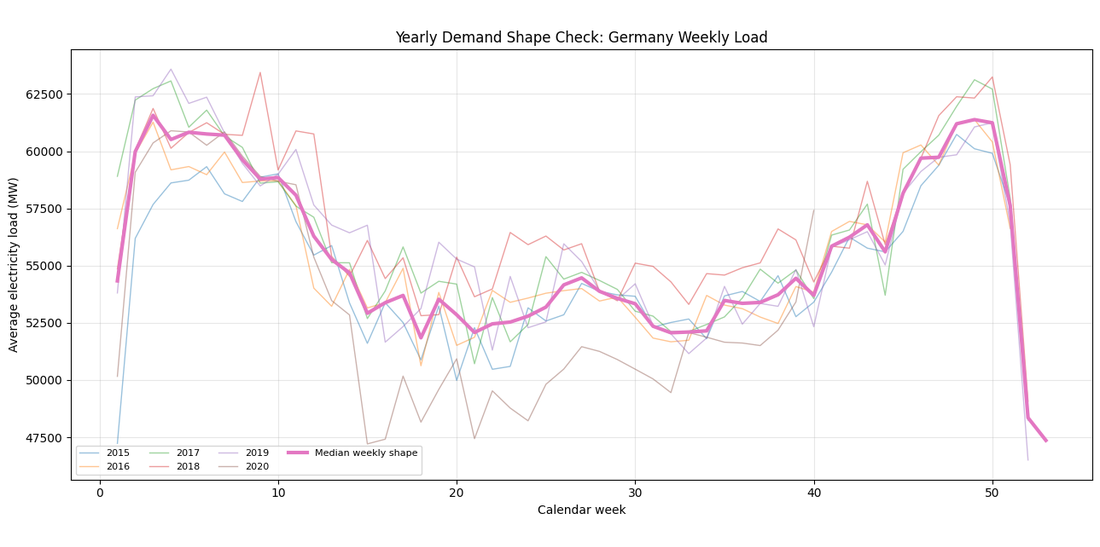 Yearly Demand Shape Check: Germany Weekly Load
Average electricity load (MW)
62500
60000
57500
55000
52500
50000
47500
2015 2017 2019 Median weekly shape
2016 2018 2020
0 10 20 30 40 50
Calendar week